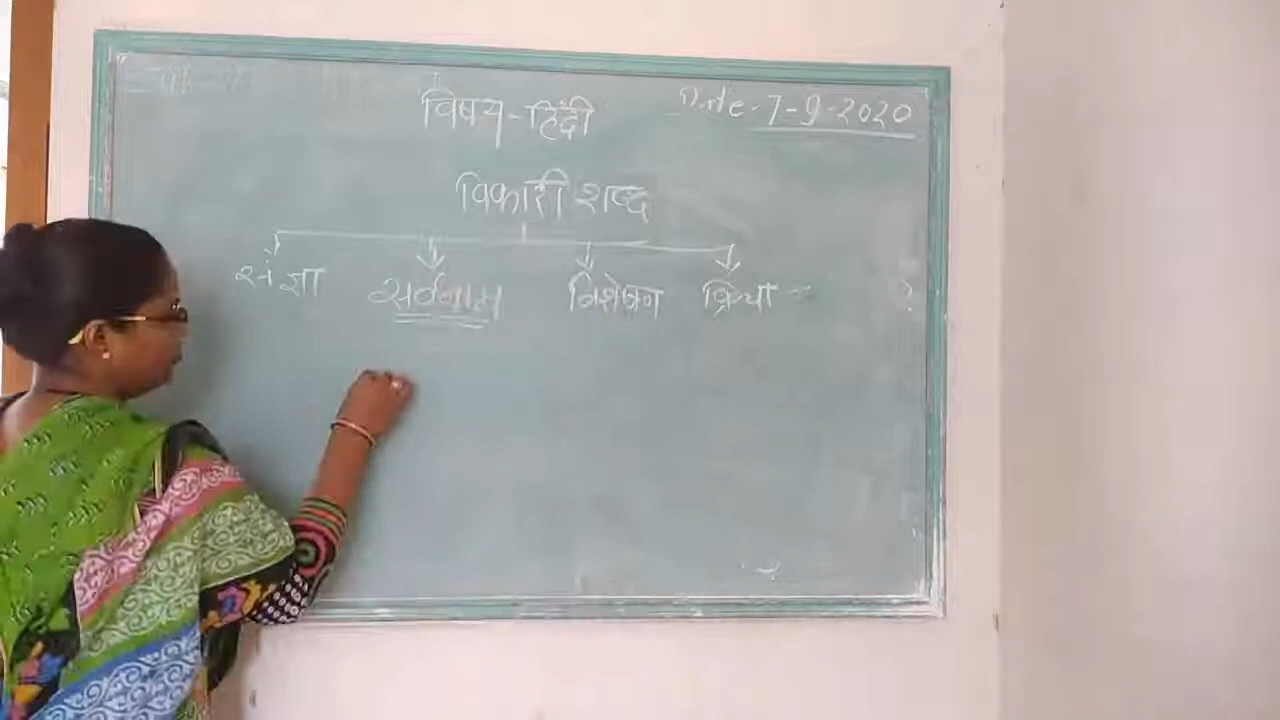 विषय-हिंदी Date-7-9-2020
विकारी शब्द
संज्ञा सर्वनाम विशेषण क्रिया